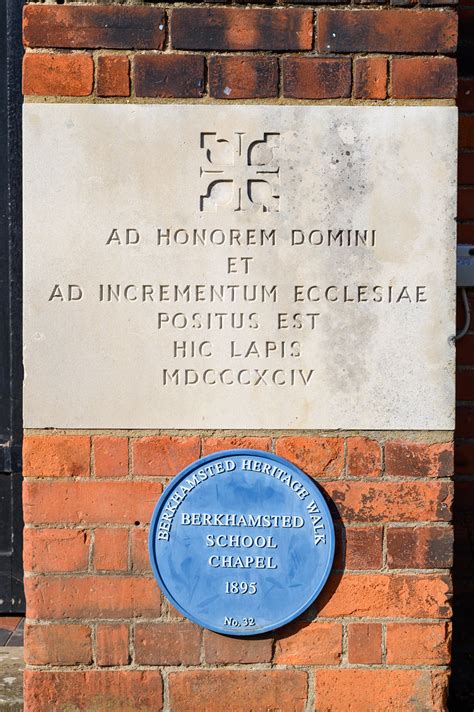 AD HONOREM DOMINI
ET
AD INCREMENTUM ECCLESIAE
POSITUS EST
HIC LAPIS
MDCCCXCIV
BERKHAMSTED HERITAGE WALK
BERKHAMSTED
SCHOOL
CHAPEL
1895
No. 32